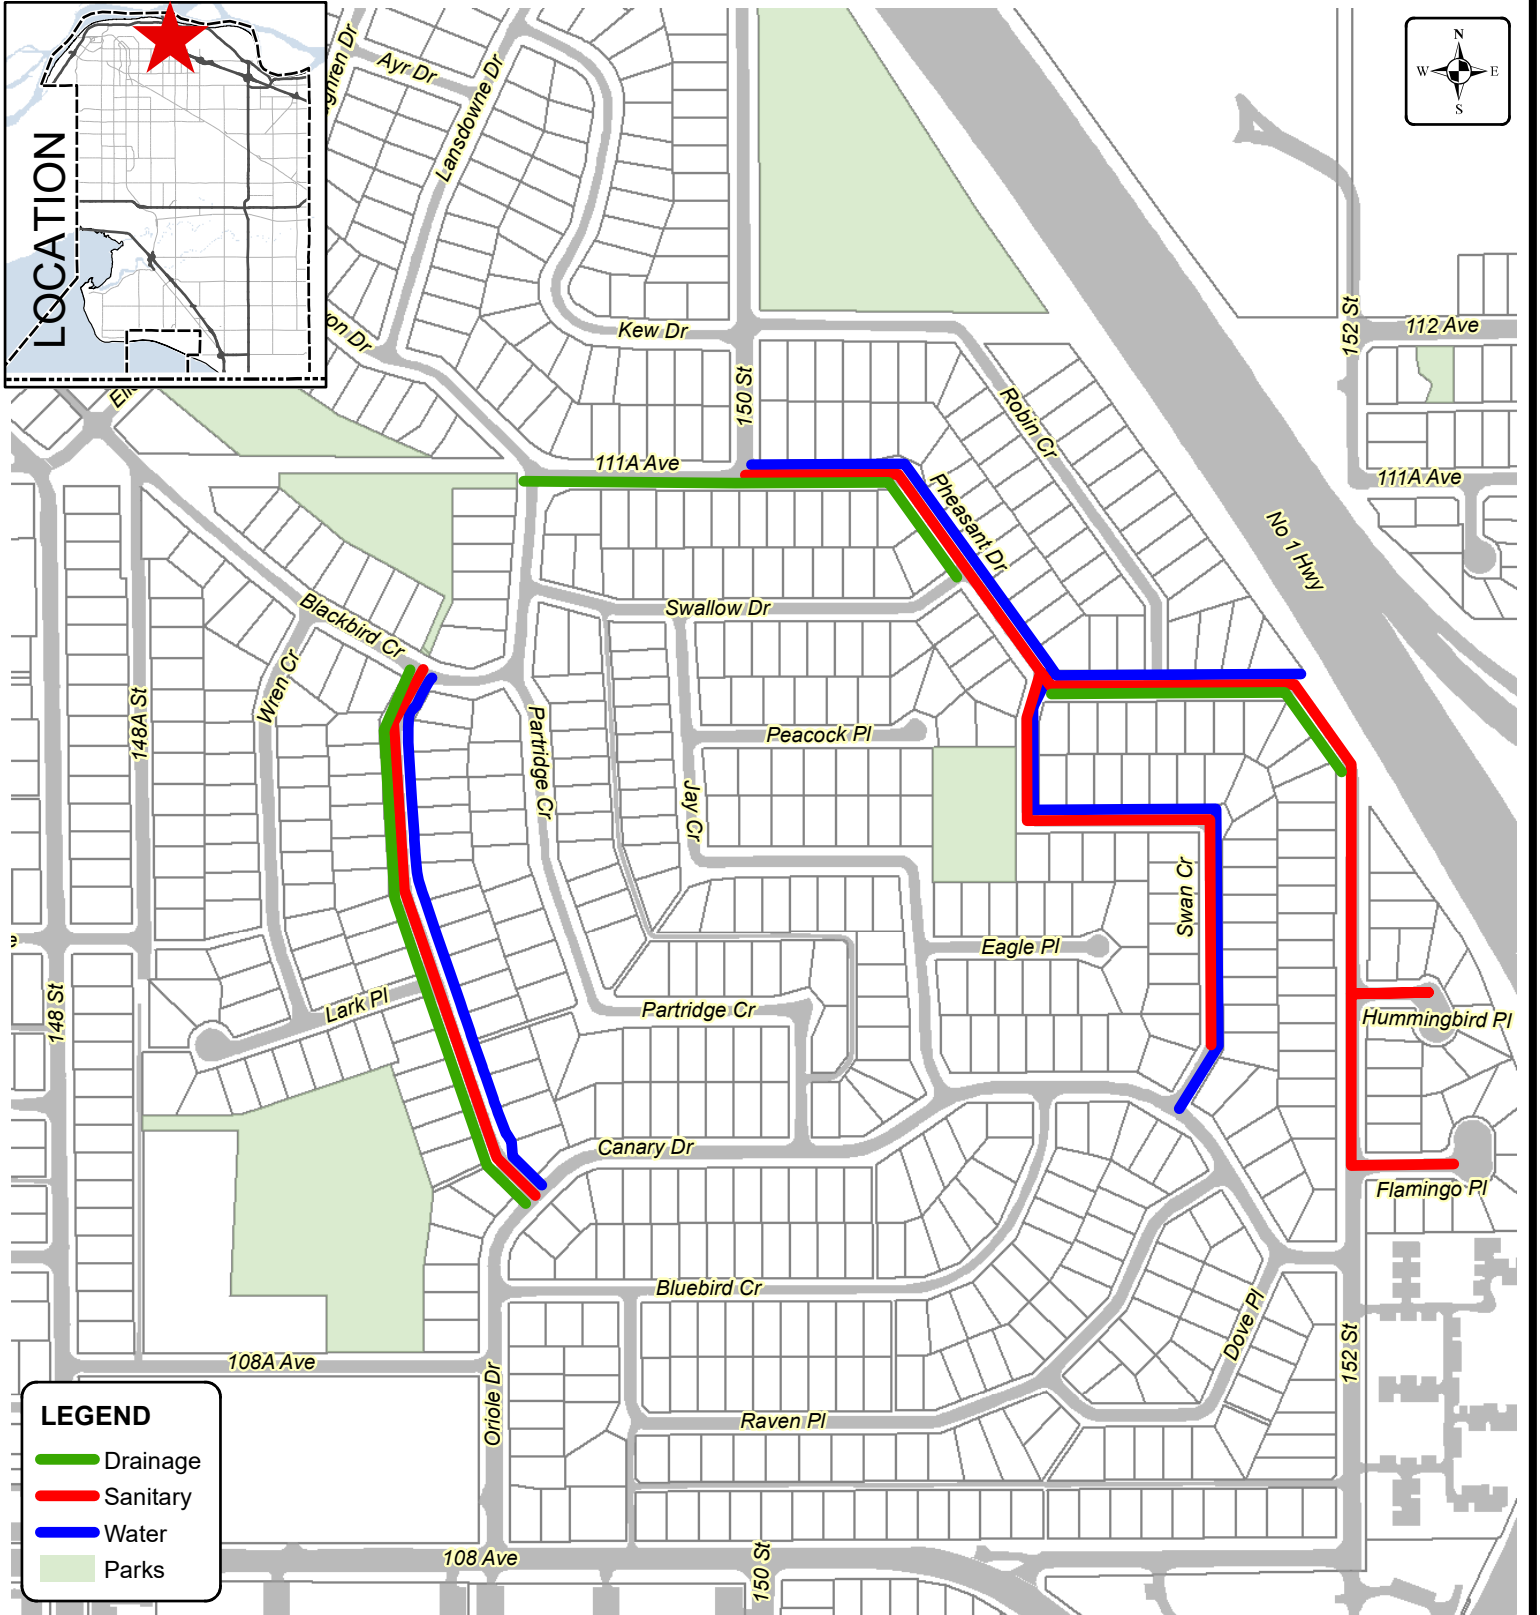 LOCATION
N
W
E
S
Ayr Dr
Lansdowne Dr
Kew Dr
150 St
152 St
112 Ave
Robin Cr
111A Ave
111A Ave
Pheasant Dr
No 1 Hwy
Swallow Dr
Blackbird Cr
Wren Cr
148A St
Partridge Cr
Peacock Pl
Jay Cr
Swan Cr
Eagle Pl
148 St
Lark Pl
Partridge Cr
Hummingbird Pl
Canary Dr
Flamingo Pl
Bluebird Cr
Dove Pl
152 St
108A Ave
Oriole Dr
Raven Pl
108 Ave
150 St
LEGEND
Drainage
Sanitary
Water
Parks